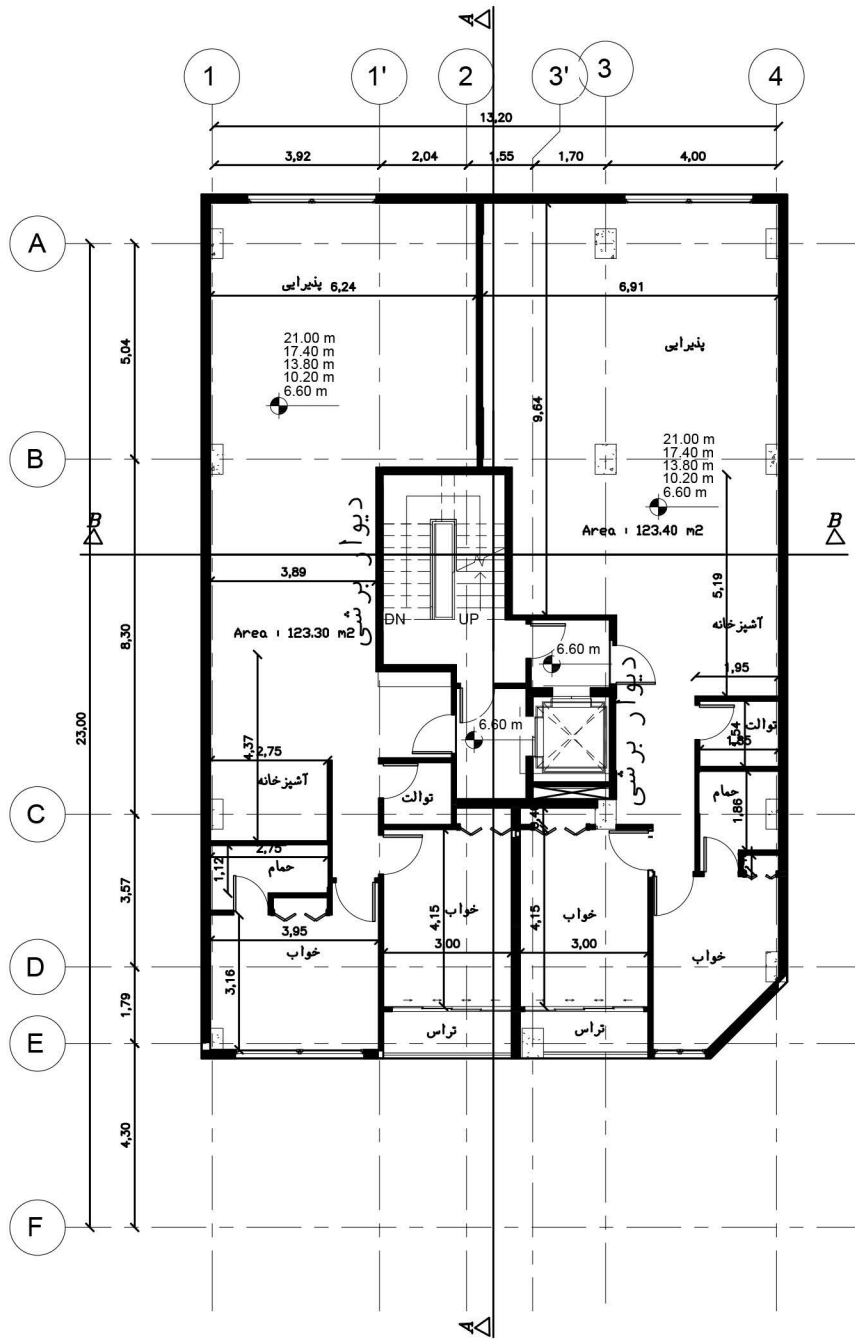 A
1
1'
2
3'
3
4
13,20
3,92
2,04
1,55
1,70
4,00
A
پذیرایی
6,24
6,91
5,04
21.00 m
17.40 m
13.80 m
10.20 m
6.60 m
پذیرایی
9,64
B
21.00 m
17.40 m
13.80 m
10.20 m
6.60 m
B
B
دیوار برشی
Area : 123.40 m2
3,89
5,19
8,30
DN
UP
آشپزخانه
Area : 123.30 m2
6.60 m
دیوار برشی
1,95
23,00
6.60 m
توالت
1,54
1,85
4,37
2,75
آشپزخانه
توالت
حمام
C
1,86
2,75
1,12
حمام
3,57
4,15
خواب
4,15
خواب
3,95
خواب
3,00
3,00
خواب
D
3,16
1,79
تراس
تراس
E
4,30
F
A